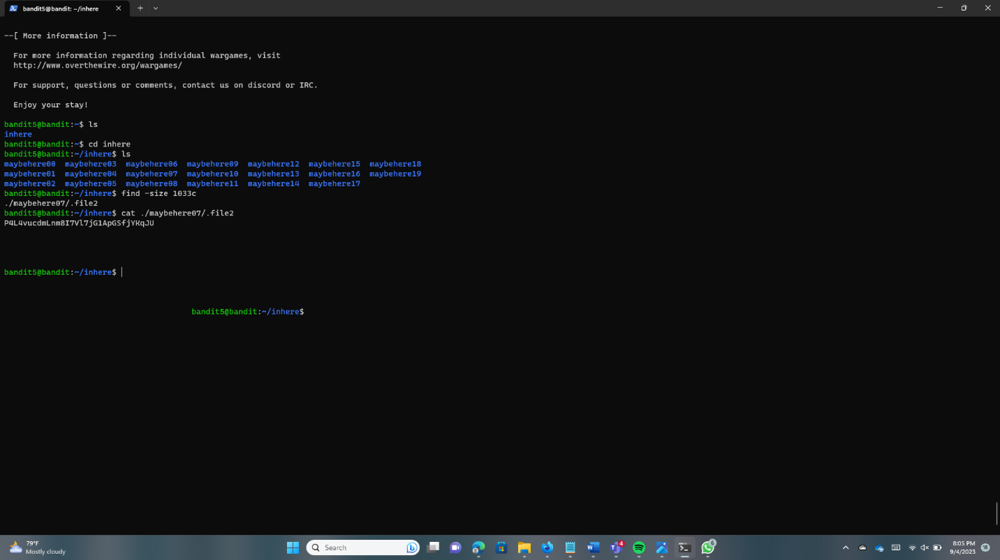 bandit5@bandit: ~/inhere
--[ More information ]--
For more information regarding individual wargames, visit
http://www.overthewire.org/wargames/
For support, questions or comments, contact us on discord or IRC.
Enjoy your stay!
bandit5@bandit:~$ ls
inhere
bandit5@bandit:~$ cd inhere
bandit5@bandit:~/inhere$ ls
maybehere00 maybehere03 maybehere06 maybehere09 maybehere12 maybehere15 maybehere18
maybehere01 maybehere04 maybehere07 maybehere10 maybehere13 maybehere16 maybehere19
maybehere02 maybehere05 maybehere08 maybehere11 maybehere14 maybehere17
bandit5@bandit:~/inhere$ find -size 1033c
./maybehere07/.file2
bandit5@bandit:~/inhere$ cat ./maybehere07/.file2
P4L4vucdmLnm8I7Vl7jG1ApGSfjYKqJU
bandit5@bandit:~/inhere$
bandit5@bandit:~/inhere$
79°F
Mostly cloudy
Search
4
6
8:05 PM
9/4/2023
18